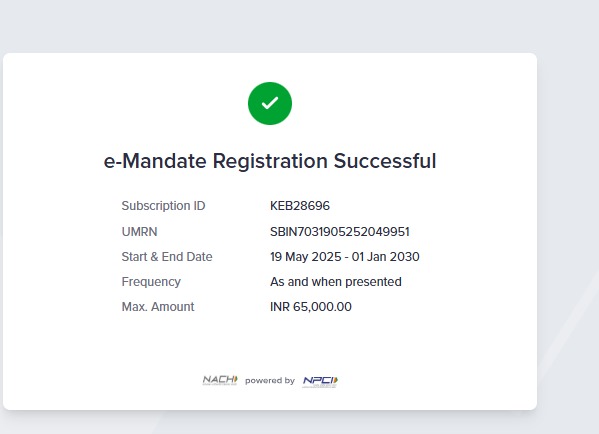 e-Mandate Registration Successful
Subscription ID KEB28696
UMRN SBIN7031905252049951
Start & End Date 19 May 2025 - 01 Jan 2030
Frequency As and when presented
Max. Amount INR 65,000.00
NACH powered by NPCI